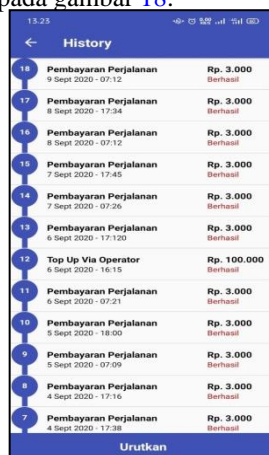 pada gambar 18.
13.23
History
18 Pembayaran Perjalanan Rp. 3.000
9 Sept 2020 - 07:12 Berhasil
17 Pembayaran Perjalanan Rp. 3.000
8 Sept 2020 - 17:34 Berhasil
16 Pembayaran Perjalanan Rp. 3.000
8 Sept 2020 - 07:12 Berhasil
15 Pembayaran Perjalanan Rp. 3.000
7 Sept 2020 - 17:45 Berhasil
14 Pembayaran Perjalanan Rp. 3.000
7 Sept 2020 - 07:26 Berhasil
13 Pembayaran Perjalanan Rp. 3.000
6 Sept 2020 - 17:120 Berhasil
12 Top Up Via Operator Rp. 100.000
6 Sept 2020 - 16:15 Berhasil
11 Pembayaran Perjalanan Rp. 3.000
6 Sept 2020 - 07:21 Berhasil
10 Pembayaran Perjalanan Rp. 3.000
5 Sept 2020 - 18:00 Berhasil
9 Pembayaran Perjalanan Rp. 3.000
5 Sept 2020 - 07:09 Berhasil
8 Pembayaran Perjalanan Rp. 3.000
4 Sept 2020 - 17:16 Berhasil
7 Pembayaran Perjalanan Rp. 3.000
4 Sept 2020 - 17:38 Berhasil
Urutkan